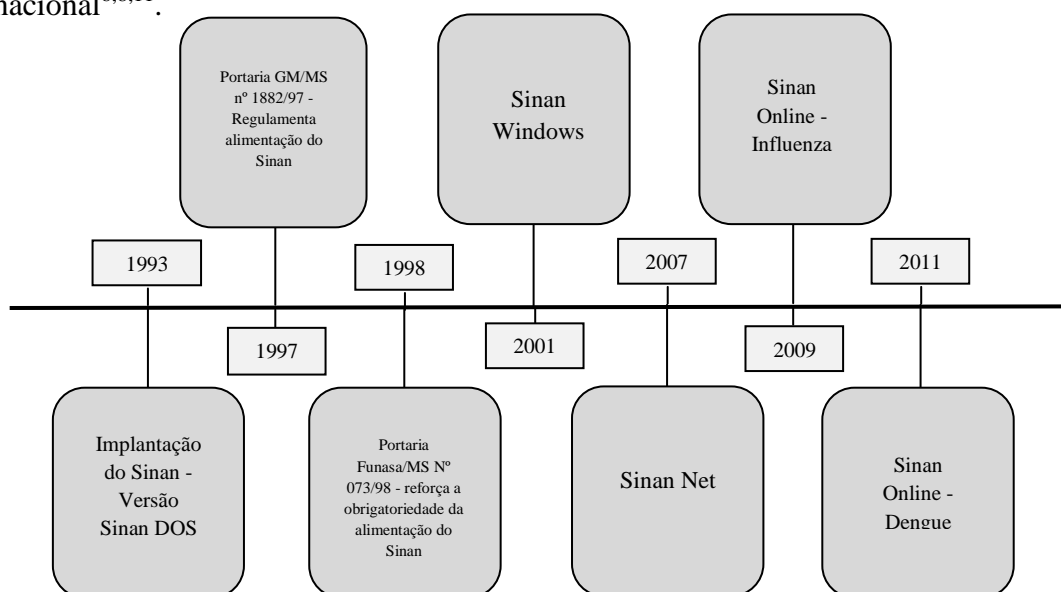 nacional
Portaria GM/MS
nº 1882/97 -
Regulamenta
alimentação do
Sinan
Sinan
Windows
Sinan
Online -
Influenza
1993
1998
2007
2011
1997
2001
2009
Implantação
do Sinan -
Versão
Sinan DOS
Portaria
Funasa/MS Nº
073/98 - reforça a
obrigatoriedade da
alimentação do
Sinan
Sinan Net
Sinan
Online -
Dengue